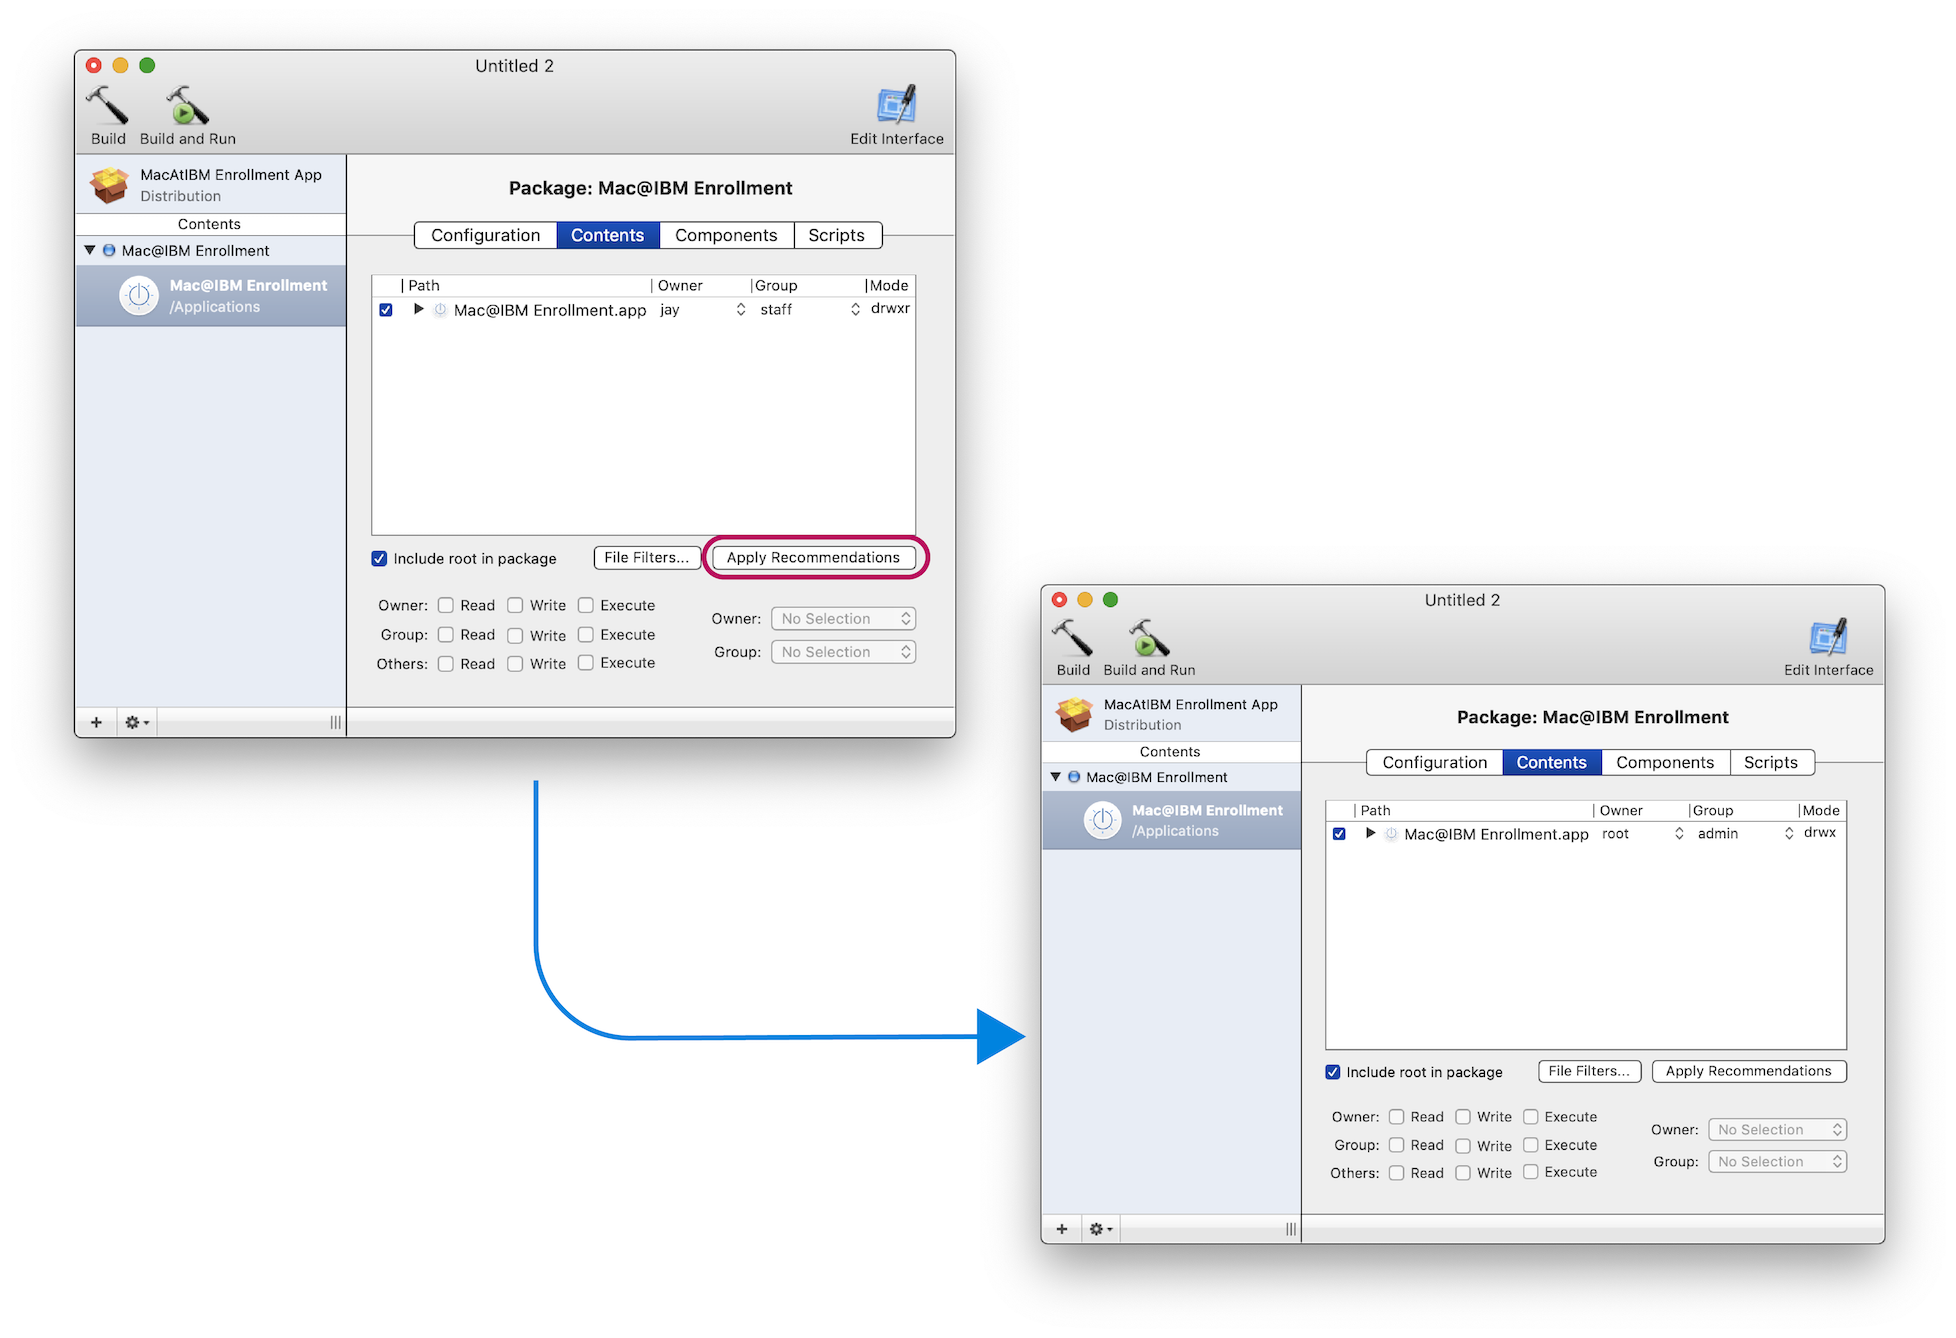 Untitled 2
Build Build and Run Edit Interface
MacAtIBM Enrollment App
Distribution
Contents
Mac@IBM Enrollment
Mac@IBM Enrollment
/Applications
Package: Mac@IBM Enrollment
Configuration Contents Components Scripts
Path Owner Group Mode
Mac@IBM Enrollment.app jay staff drwxr
Include root in package File Filters... Apply Recommendations
Owner: Read Write Execute
Group: Read Write Execute
Others: Read Write Execute
Owner: No Selection
Group: No Selection
Untitled 2
Build Build and Run Edit Interface
MacAtIBM Enrollment App
Distribution
Contents
Mac@IBM Enrollment
Mac@IBM Enrollment
/Applications
Package: Mac@IBM Enrollment
Configuration Contents Components Scripts
Path Owner Group Mode
Mac@IBM Enrollment.app root admin drwx
Include root in package File Filters... Apply Recommendations
Owner: Read Write Execute
Group: Read Write Execute
Others: Read Write Execute
Owner: No Selection
Group: No Selection